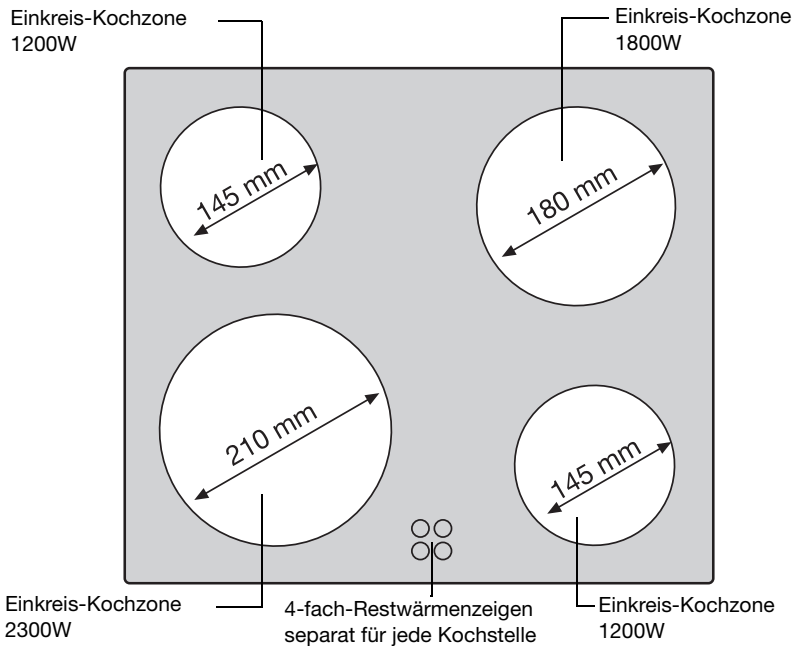 Einkreis-Kochzone
1200W
Einkreis-Kochzone
1800W
145 mm
180 mm
210 mm
145 mm
Einkreis-Kochzone
2300W
4-fach-Restwärmenzeigen
separat für jede Kochstelle
Einkreis-Kochzone
1200W